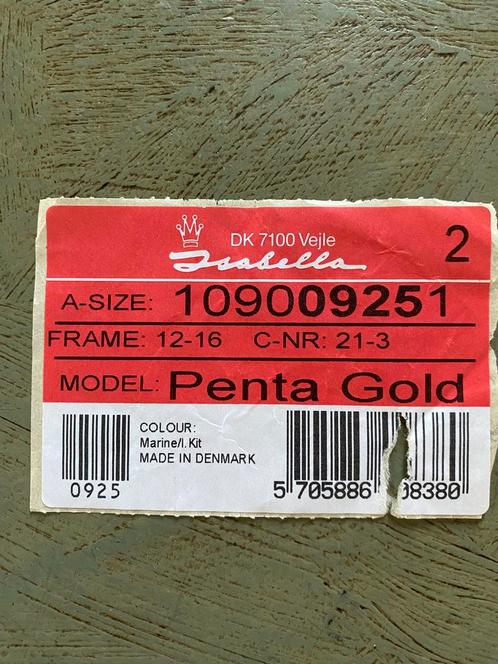 DK 7100 Vejle
2
Isabella
A-SIZE: 109009251
FRAME: 12-16 C-NR: 21-3
MODEL: Penta Gold
COLOUR:
Marine/l. Kit
MADE IN DENMARK
0925
5 705886 08380